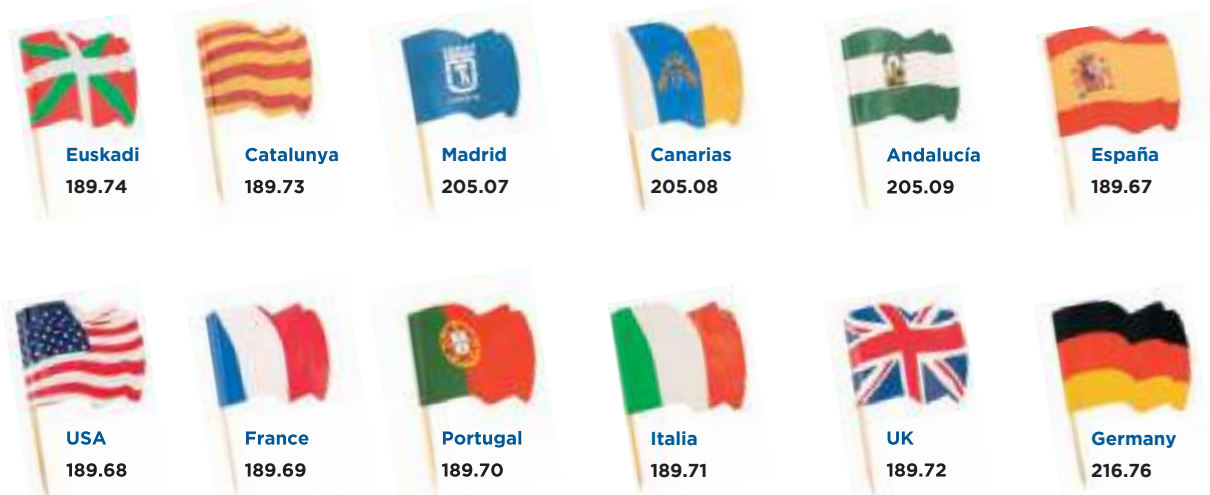 Euskadi
189.74
Catalunya
189.73
Madrid
205.07
Canarias
205.08
Andalucía
205.09
España
189.67
USA
189.68
France
189.69
Portugal
189.70
Italia
189.71
UK
189.72
Germany
216.76